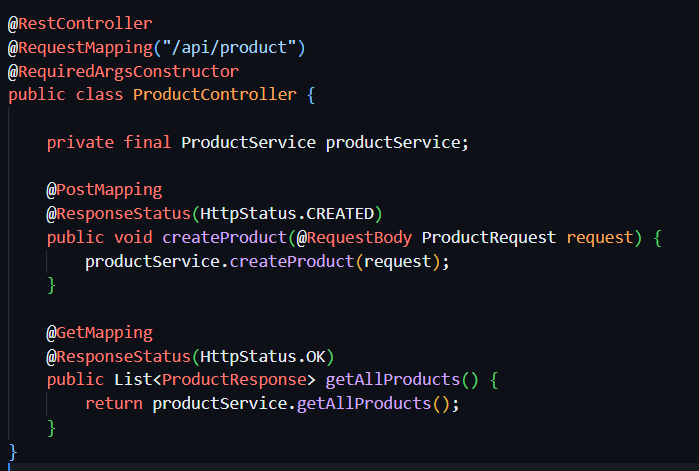 @RestController
@RequestMapping("/api/product")
@RequiredArgsConstructor
public class ProductController {
private final ProductService productService;
@PostMapping
@ResponseStatus(HttpStatus.CREATED)
public void createProduct(@RequestBody ProductRequest request) {
productService.createProduct(request);
}
@GetMapping
@ResponseStatus(HttpStatus.OK)
public List<ProductResponse> getAllProducts() {
return productService.getAllProducts();
}
}